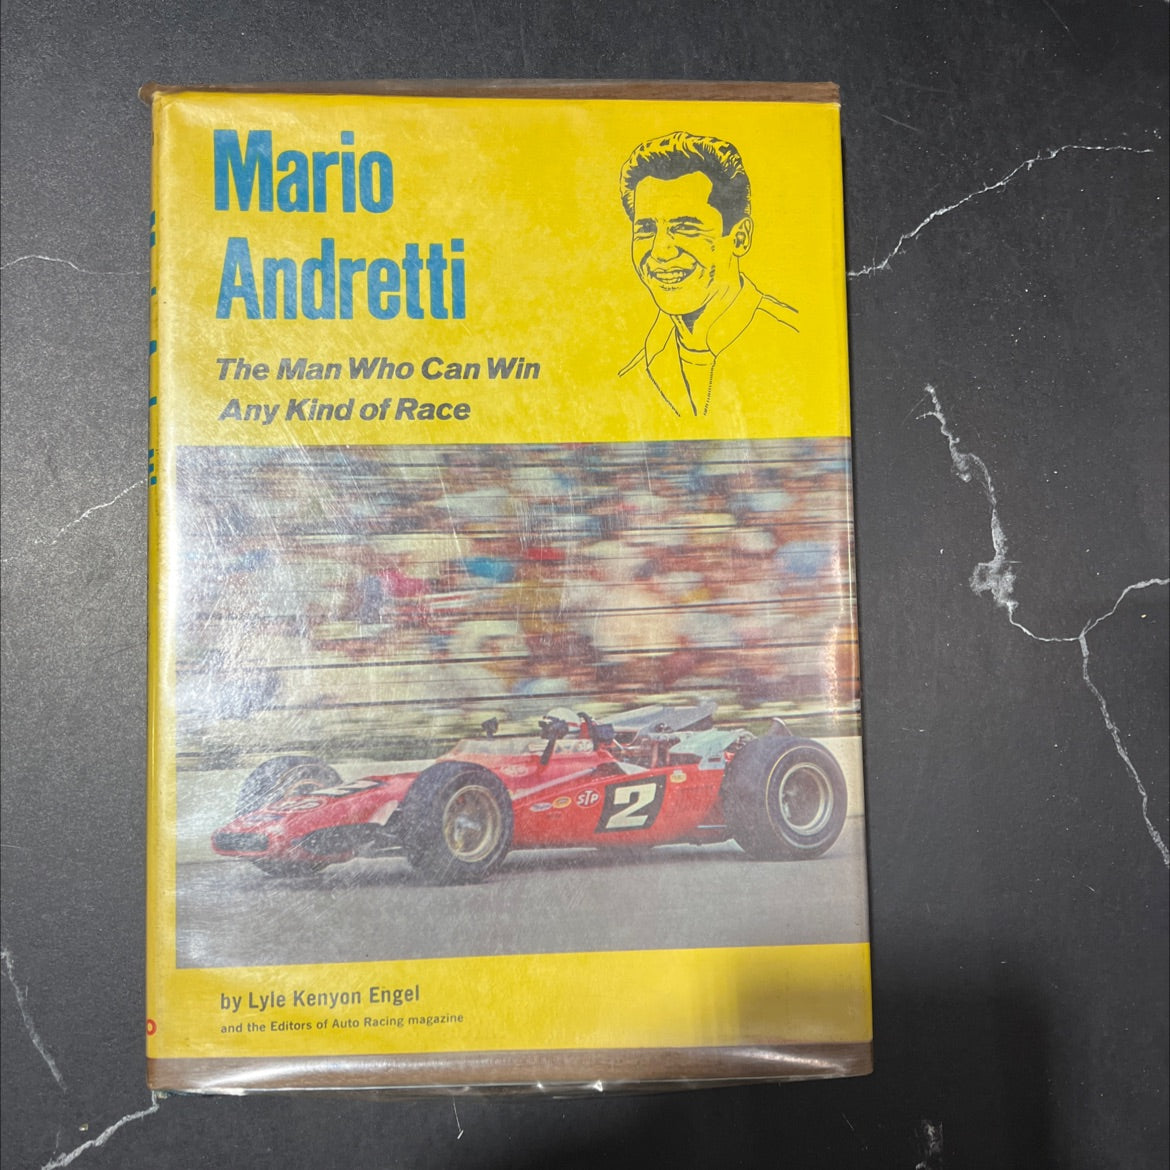 Mario
Andretti
The Man Who Can Win
Any Kind of Race
2
STP
2
by Lyle Kenyon Engel
and the Editors of Auto Racing magazine